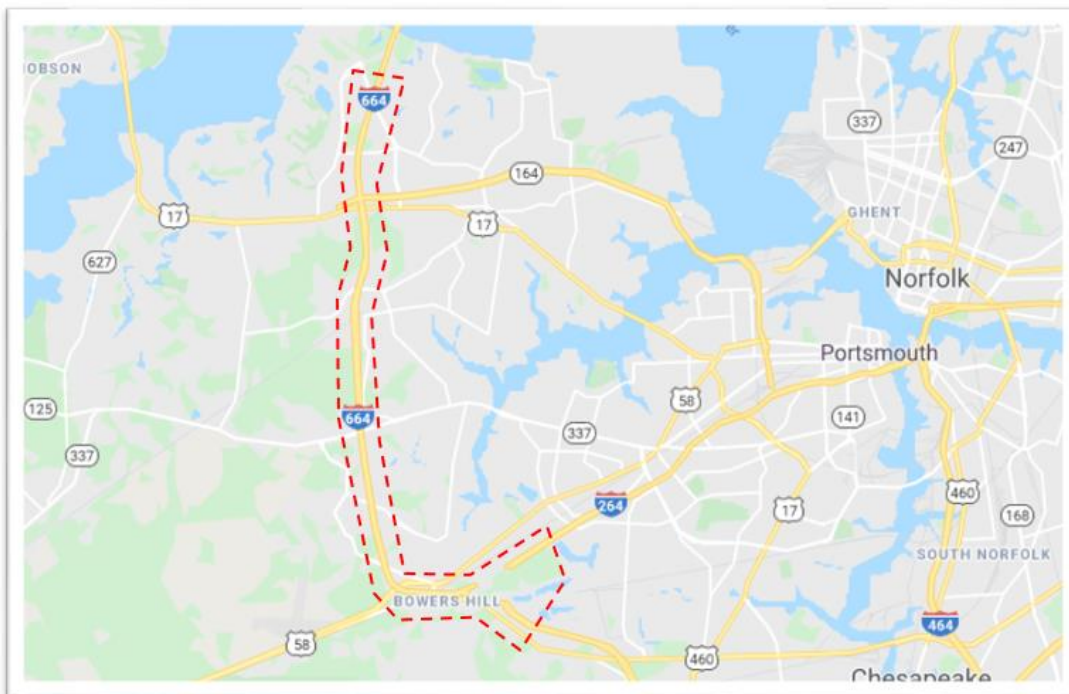 OBSON
664
337
247
164
17
17
GHENT
627
Norfolk
Portsmouth
125
664
58
141
337
337
264
460
17
168
SOUTH NORFOLK
BOWERS HILL
464
58
460
Chesapeake